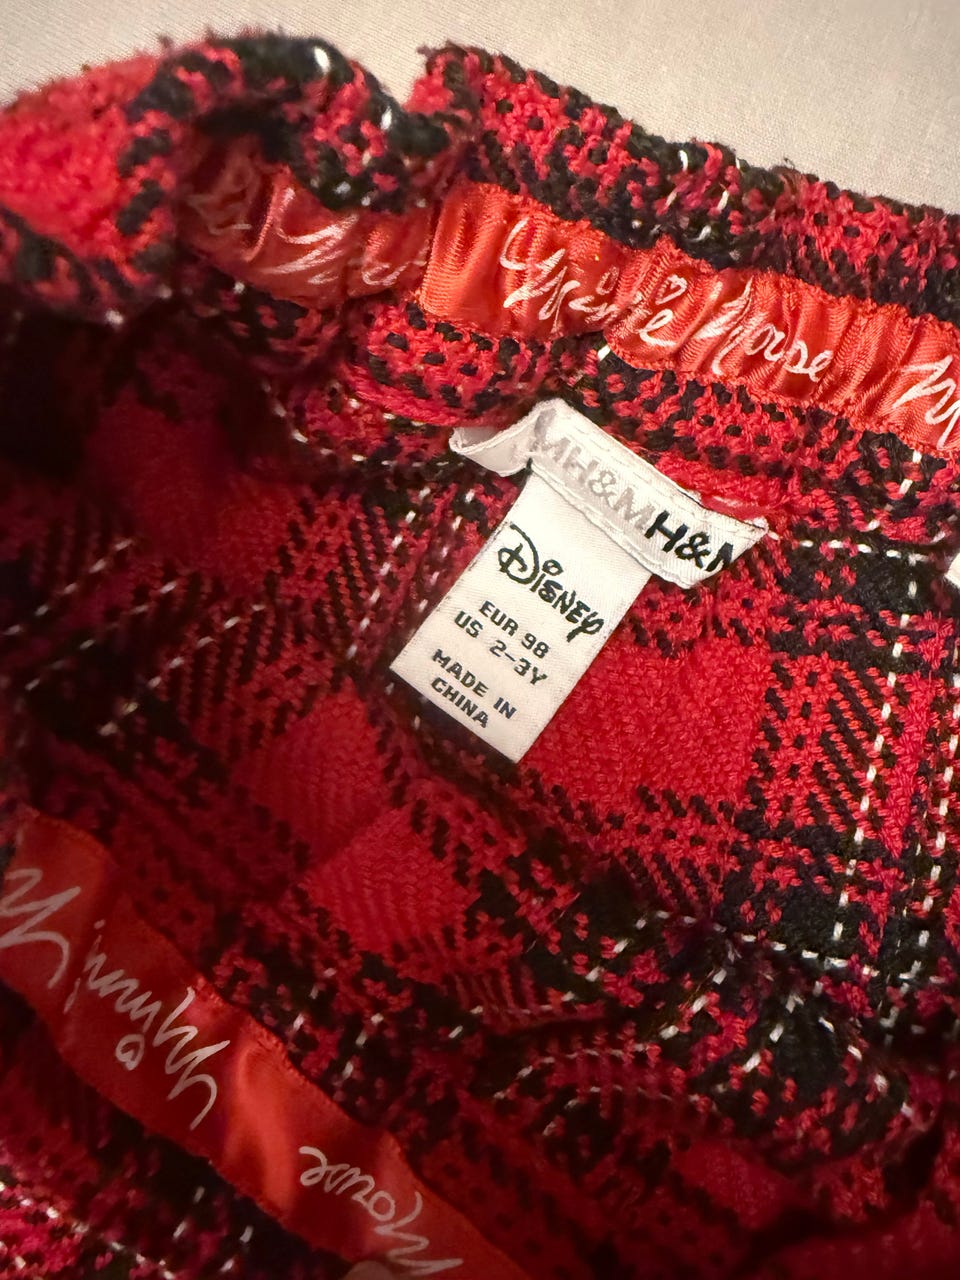 Minnie Mouse M
MH&MH&M
DISNEY
EUR 98
US 2-3Y
MADE IN
CHINA
Minnie
Mouse